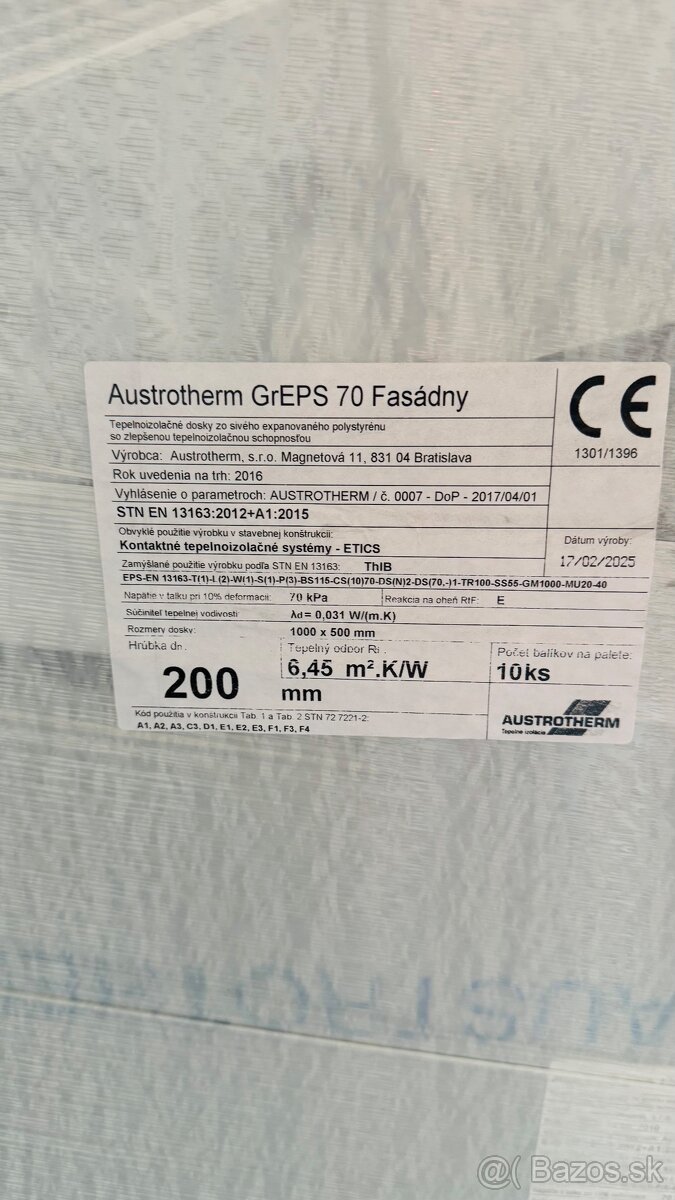 Austrotherm GrEPS 70 Fasádny
Tepelnoizolačné dosky zo sivého expanovaného polystyrénu
so zlepšenou tepelnoizolačnou schopnosťou
Výrobca: Austrotherm, s.r.o. Magnetová 11, 831 04 Bratislava
Rok uvedenia na trh: 2016
Vyhlásenie o parametroch: AUSTROTHERM / č. 0007 - DoP - 2017/04/01
STN EN 13163:2012+A1:2015
CE
1301/1396
Obvyklé použitie výrobku v stavebnej konštrukcii:
Kontaktné tepelnoizolačné systémy - ETICS
Zamýšľané použitie výrobku podľa STN EN 13163: ThIB
Dátum výroby:
17/02/2025
EPS-EN 13163-T(1)-L(2)-W(1)-S(1)-P(3)-BS115-CS(10)70-DS(N)2-DS(70,-)1-TR100-SS55-GM1000-MU20-40
Napätie v tlaku pri 10% deformácii: 70 kPa
Reakcia na oheň RtF: E
Súčiniteľ tepelnej vodivosti λd = 0,031 W/(m.K)
Rozmery dosky: 1000 x 500 mm
Hrúbka dn:
200 mm
Tepelný odpor
6,45 m².K/W
Počet balíkov na palete:
10ks
Kód použitia v konštrukcii Tab. 1 a Tab. 2 STN 72 7221-2:
A1, A2, A3, C3, D1, E1, E2, E3, F1, F3, F4
AUSTROTHERM
Tepelné izolácie
@( Bazos.sk